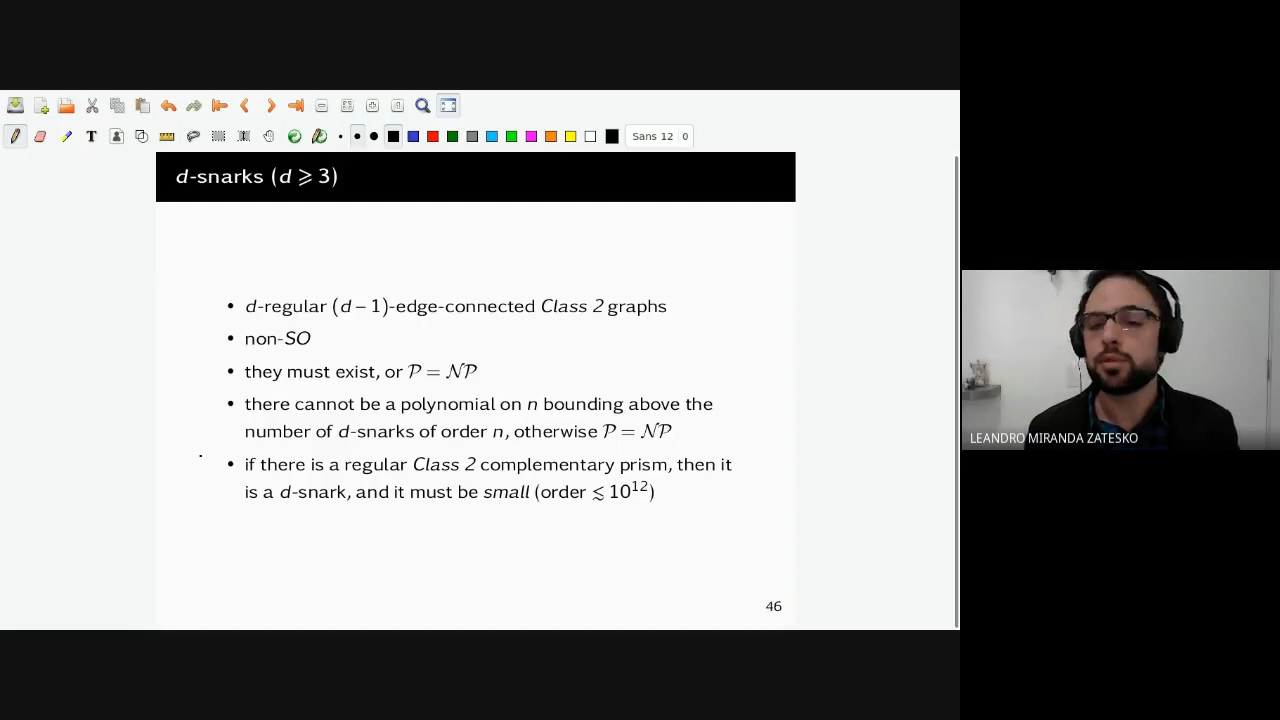 T
Sans 12 0
d-snarks (d ⩾ 3)
• d-regular (d − 1)-edge-connected Class 2 graphs
• non-SO
• they must exist, or 𝒫 = 𝒩𝒫
• there cannot be a polynomial on n bounding above the
number of d-snarks of order n, otherwise 𝒫 = 𝒩𝒫
• if there is a regular Class 2 complementary prism, then it
is a d-snark, and it must be small (order ≲ 10¹²)
46
LEANDRO MIRANDA ZATESKO